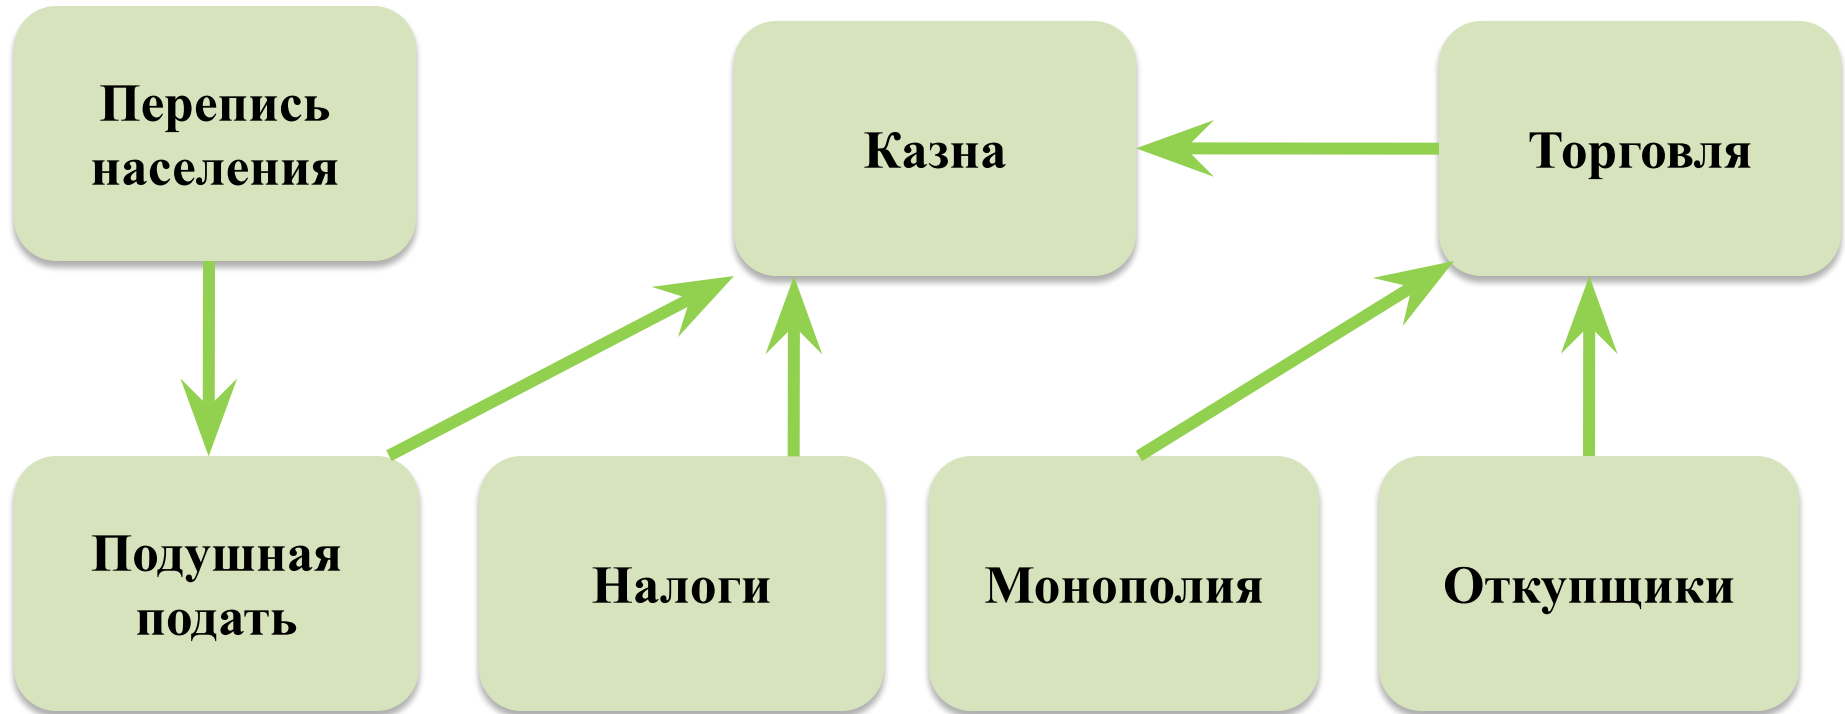 Перепись
населения
Казна
Торговля
Подушная
подать
Налоги
Монополия
Откупщики